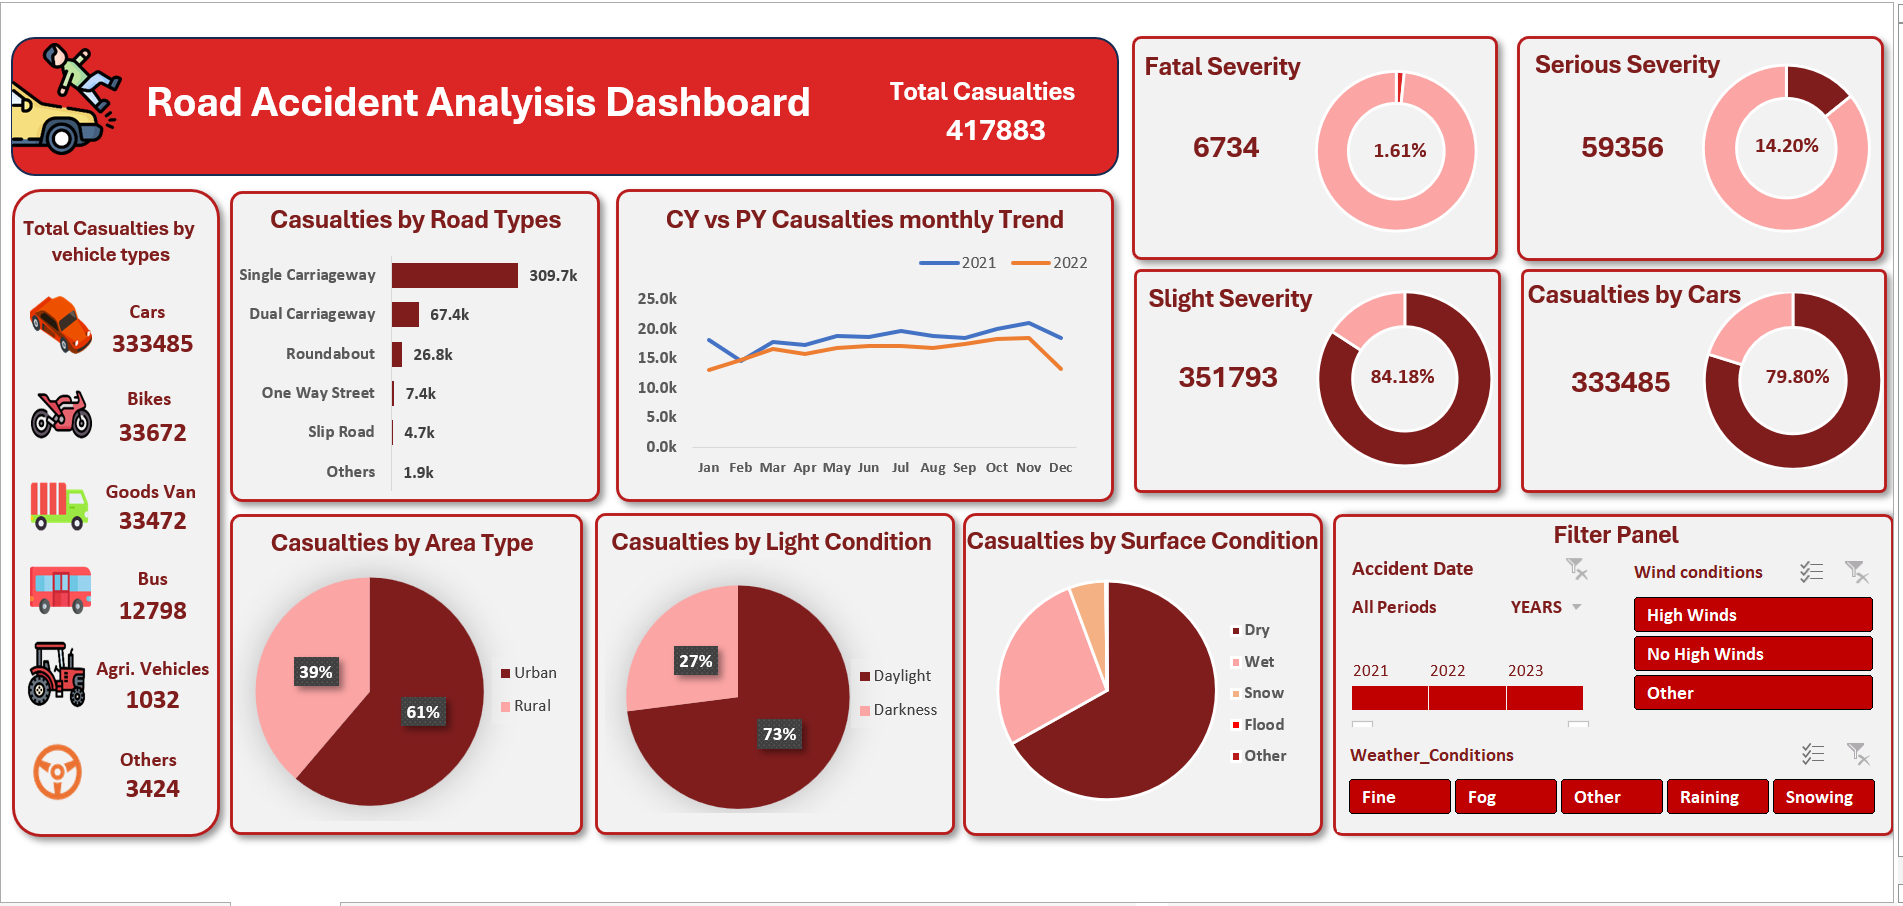 Road Accident Analyisis Dashboard
Total Casualties
417883
Fatal Severity
6734
1.61%
Serious Severity
59356
14.20%
Total Casualties by
vehicle types
Cars
333485
Bikes
33672
Goods Van
33472
Bus
12798
Agri. Vehicles
1032
Others
3424
Casualties by Road Types
Single Carriageway 309.7k
Dual Carriageway 67.4k
Roundabout 26.8k
One Way Street 7.4k
Slip Road 4.7k
Others 1.9k
CY vs PY Causalties monthly Trend
2021 2022
25.0k
20.0k
15.0k
10.0k
5.0k
0.0k
Jan Feb Mar Apr May Jun Jul Aug Sep Oct Nov Dec
Slight Severity
351793
84.18%
Casualties by Cars
333485
79.80%
Casualties by Area Type
39%
61%
Urban
Rural
Casualties by Light Condition
27%
73%
Daylight
Darkness
Casualties by Surface Condition
Dry
Wet
Snow
Flood
Other
Filter Panel
Accident Date
All Periods YEARS
2021 2022 2023
Wind conditions
High Winds
No High Winds
Other
Weather_Conditions
Fine Fog Other Raining Snowing